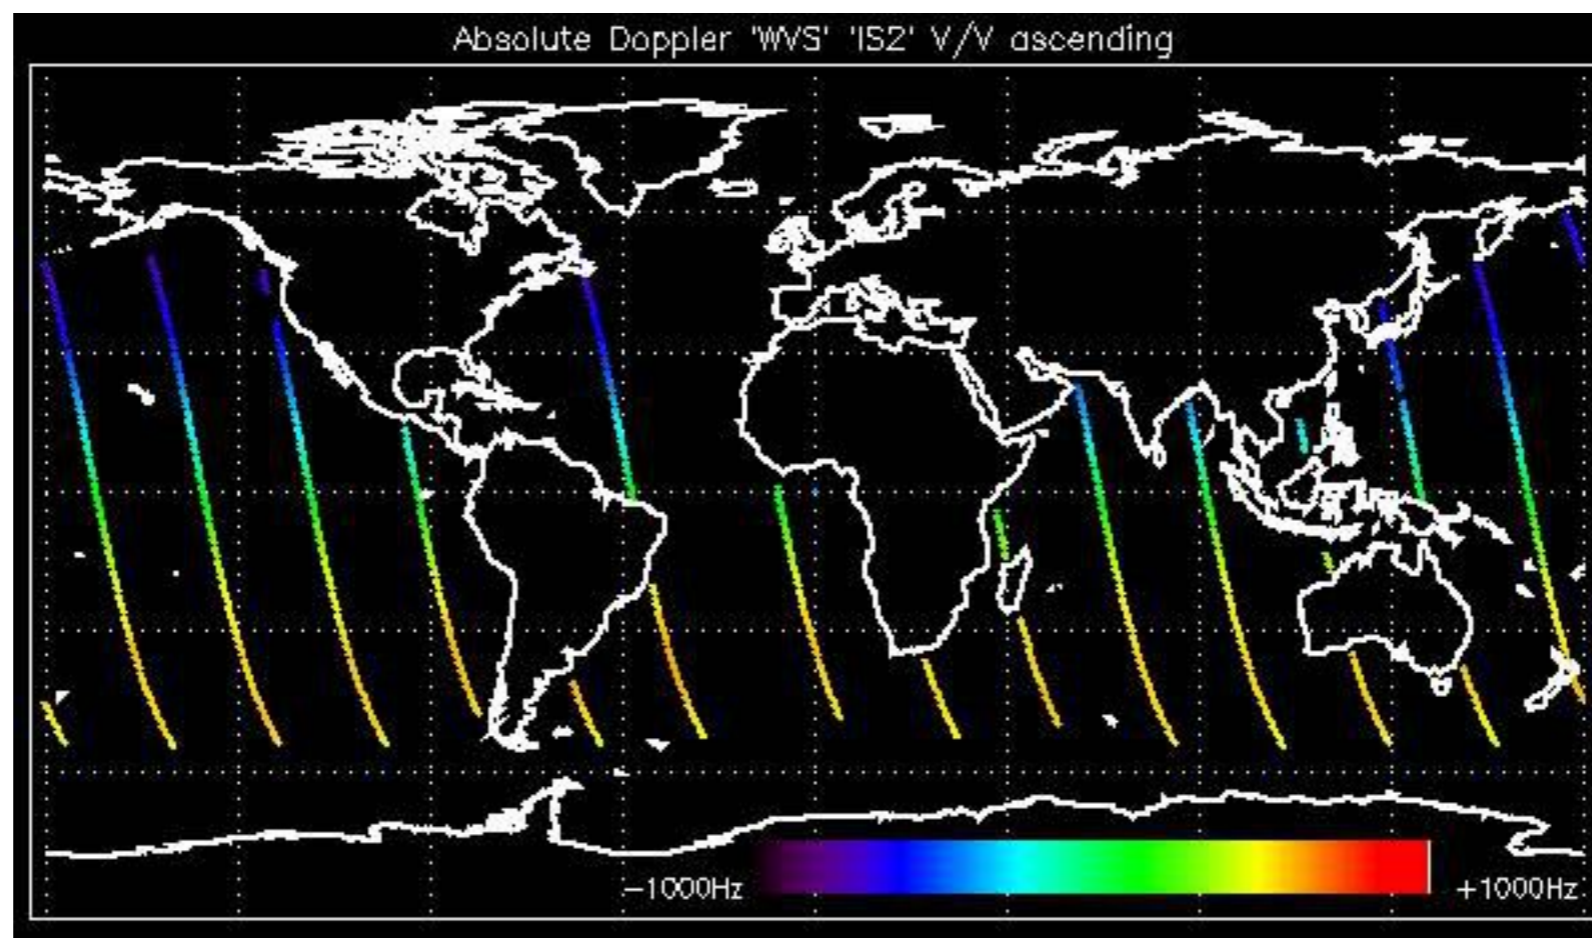 Absolute Doppler 'WVS' 'IS2' V/V ascending
−1000Hz +1000Hz